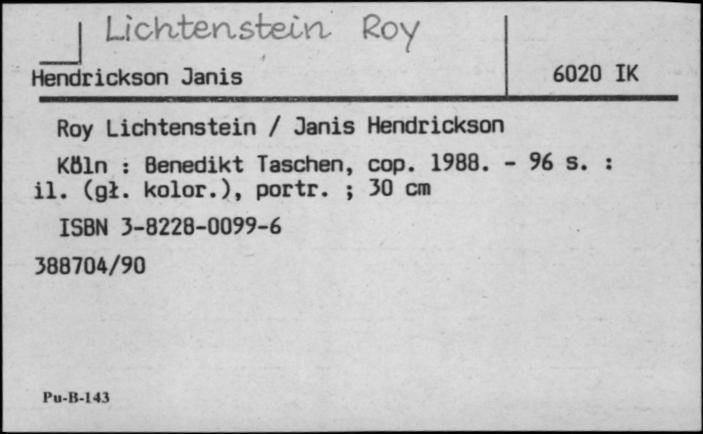 Lichtenstein Roy
Hendrickson Janis
6020 IK
Roy Lichtenstein / Janis Hendrickson
Köln : Benedikt Taschen, cop. 1988. - 96 s. :
il. (gł. kolor.), portr. ; 30 cm
ISBN 3-8228-0099-6
388704/90
Pu-B-143